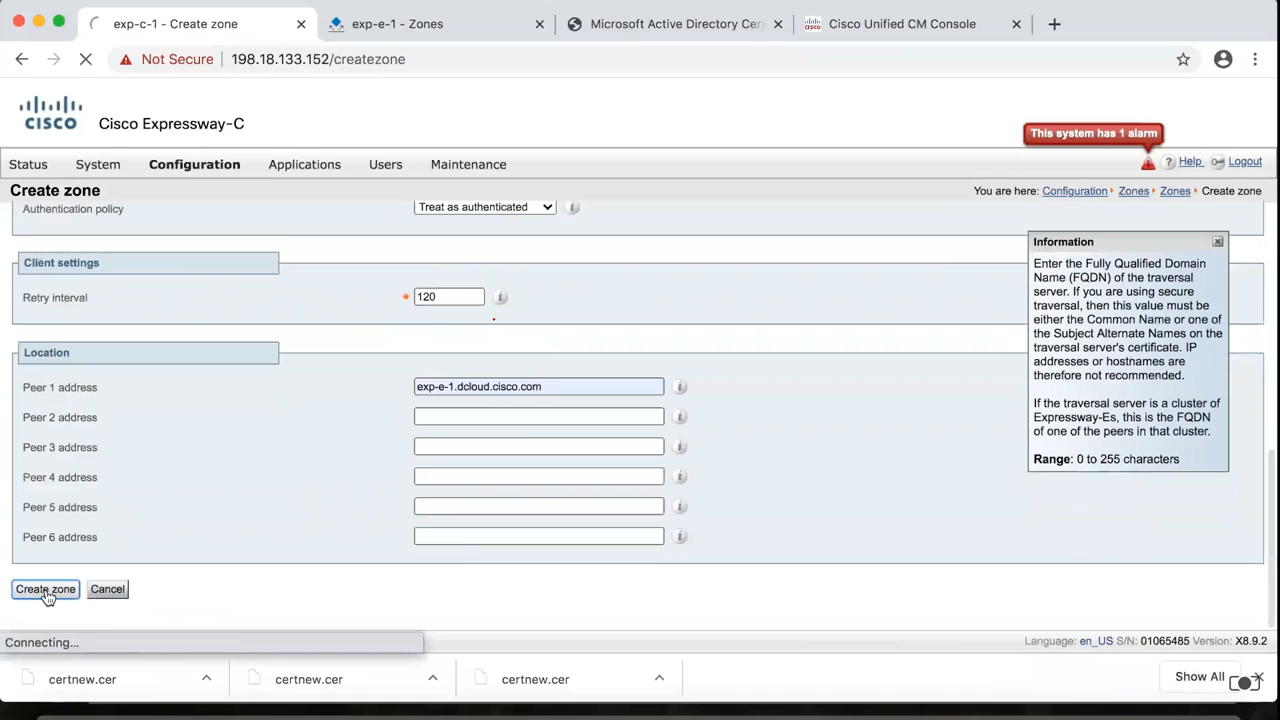 exp-c-1 - Create zone
exp-e-1 - Zones
Microsoft Active Directory Cer
Cisco Unified CM Console
Not Secure
198.18.133.152/createzone
CISCO
Cisco Expressway-C
This system has 1 alarm
Status
System
Configuration
Applications
Users
Maintenance
Help
Logout
Create zone
You are here: Configuration Zones Zones Create zone
Authentication policy
Treat as authenticated
Client settings
Retry interval
120
Location
Peer 1 address
exp-e-1.dcloud.cisco.com
Peer 2 address
Peer 3 address
Peer 4 address
Peer 5 address
Peer 6 address
Information
Enter the Fully Qualified Domain
Name (FQDN) of the traversal
server. If you are using secure
traversal, then this value must be
either the Common Name or one of
the Subject Alternate Names on the
traversal server's certificate. IP
addresses or hostnames are
therefore not recommended.
If the traversal server is a cluster of
Expressway-Es, this is the FQDN
of one of the peers in that cluster.
Range: 0 to 255 characters
Create zone
Cancel
Connecting...
Language: en_US S/N: 01065485 Version: X8.9.2
certnew.cer
certnew.cer
certnew.cer
Show All